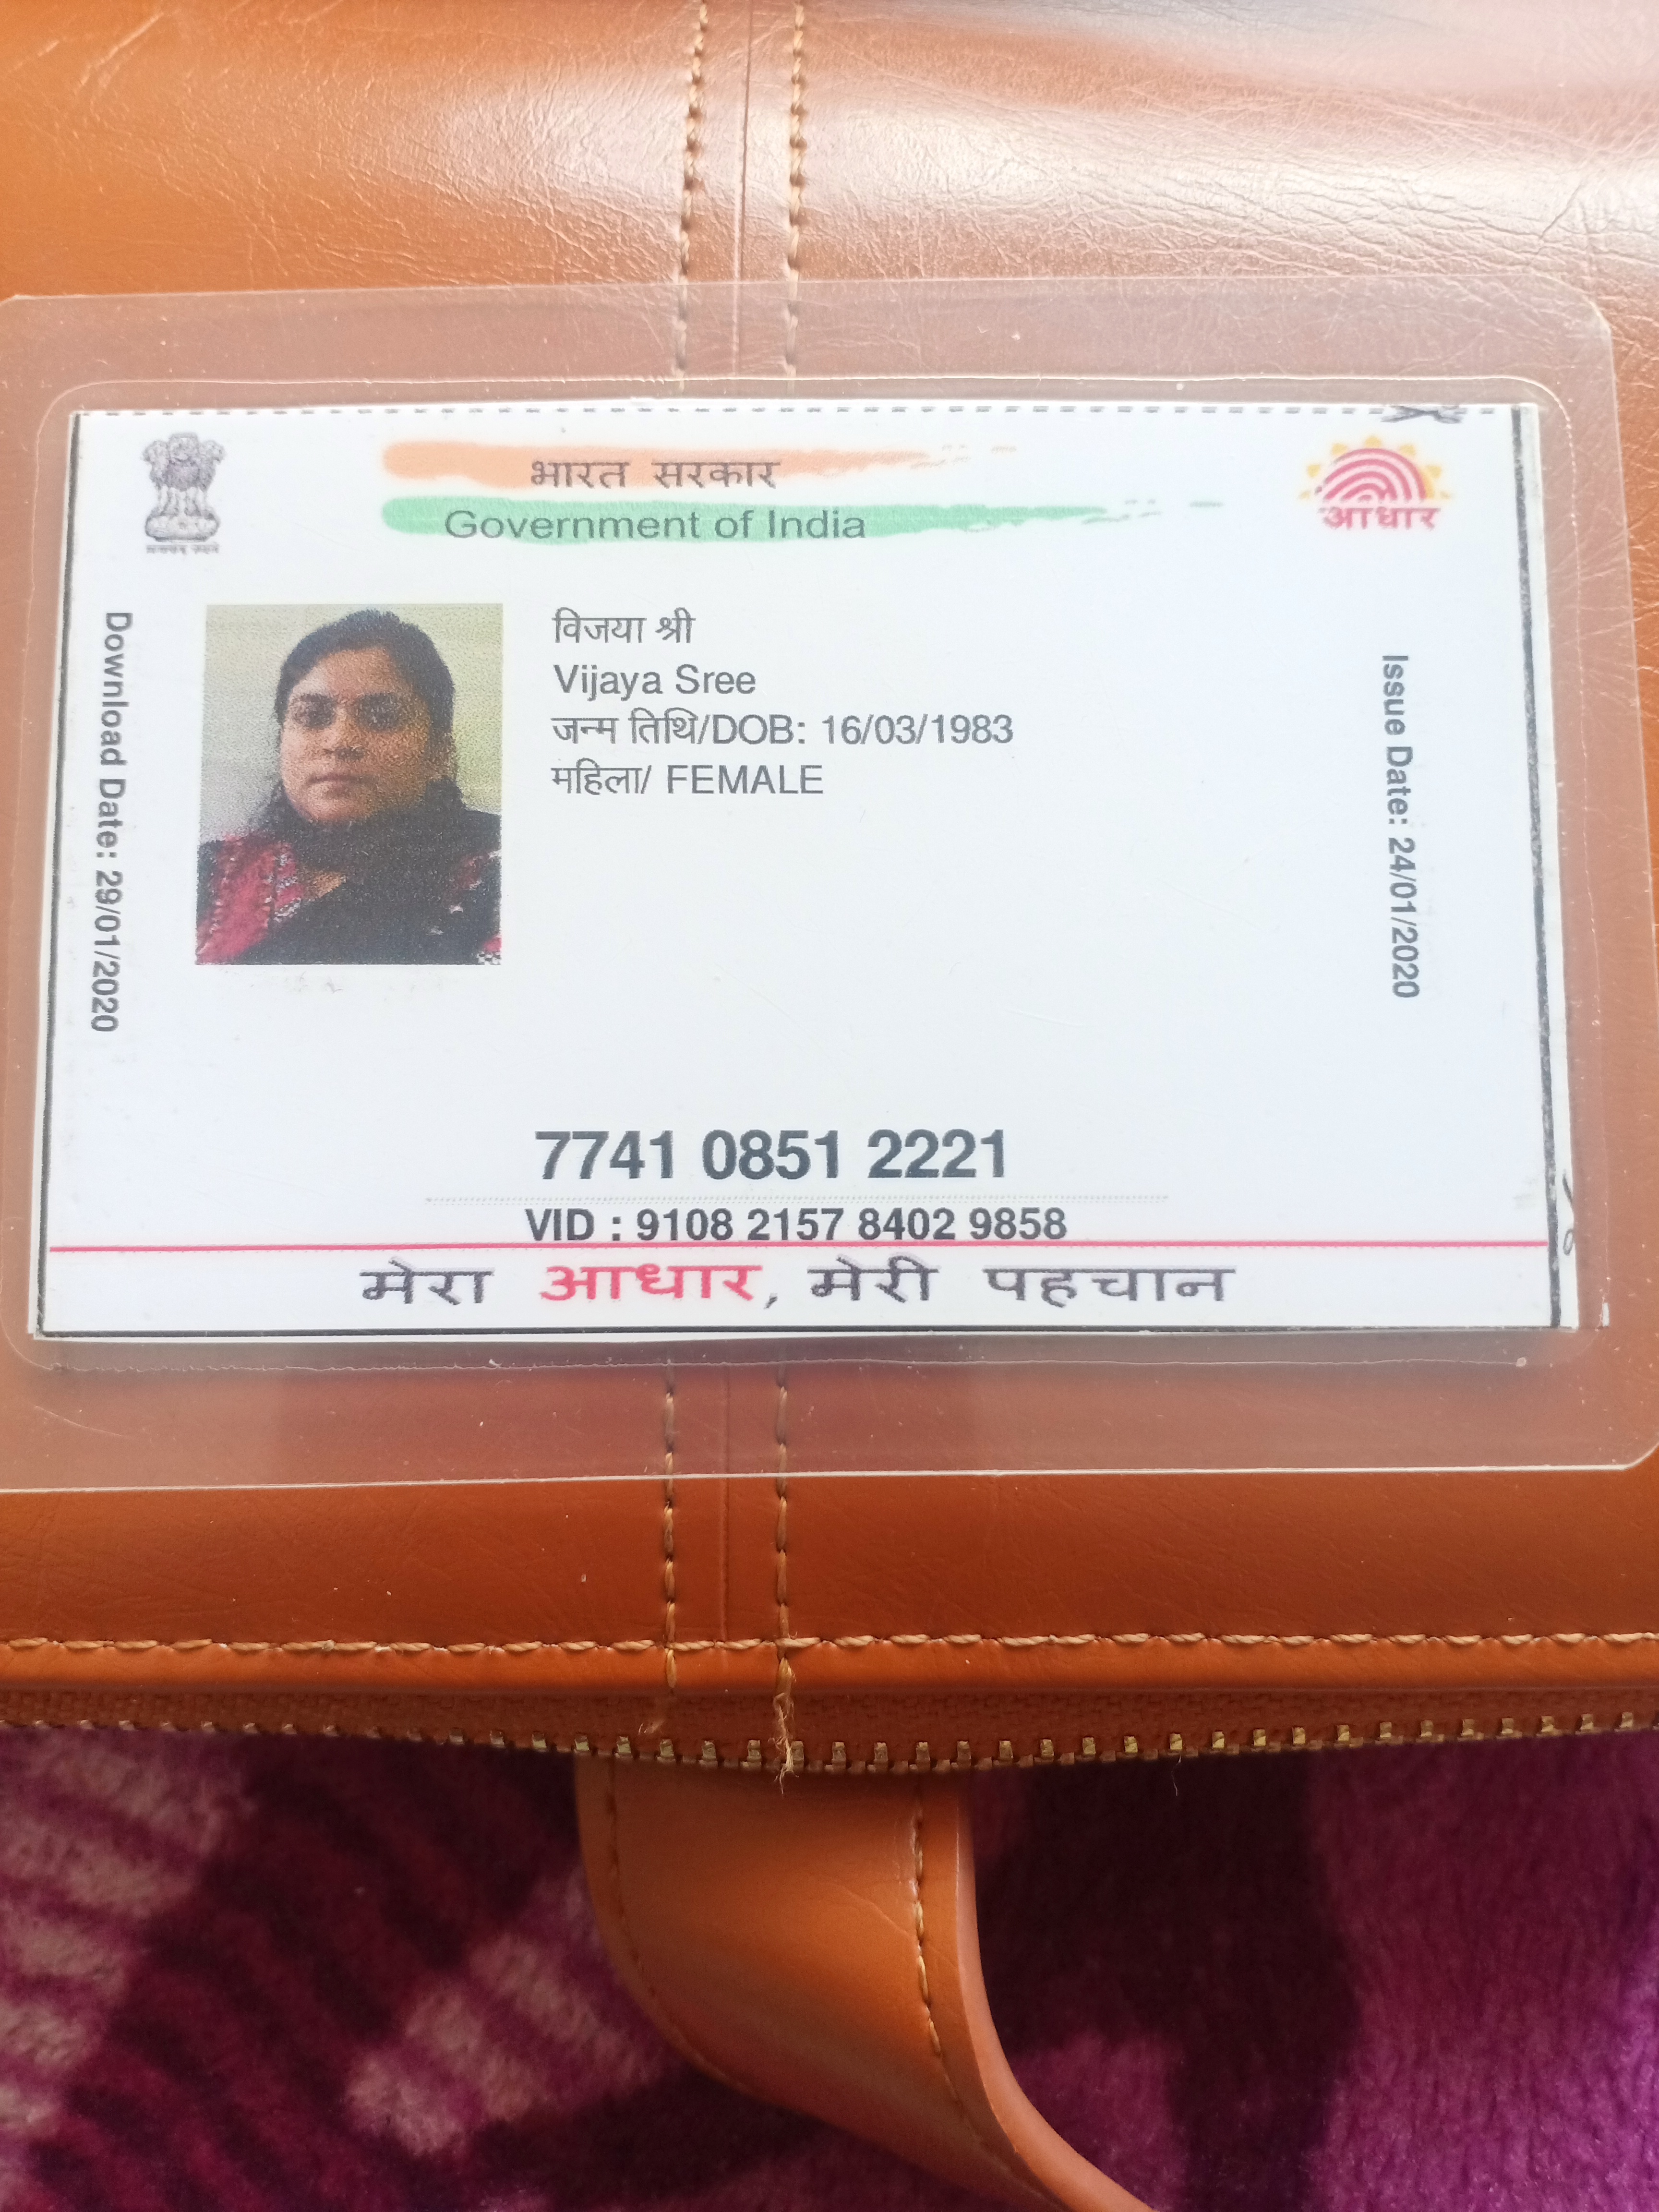 भारत सरकार
Government of India
आधार
Download Date: 29/01/2020
विजया श्री
Vijaya Sree
जन्म तिथि/DOB: 16/03/1983
महिला/ FEMALE
Issue Date: 24/01/2020
7741 0851 2221
VID : 9108 2157 8402 9858
मेरा आधार, मेरी पहचान